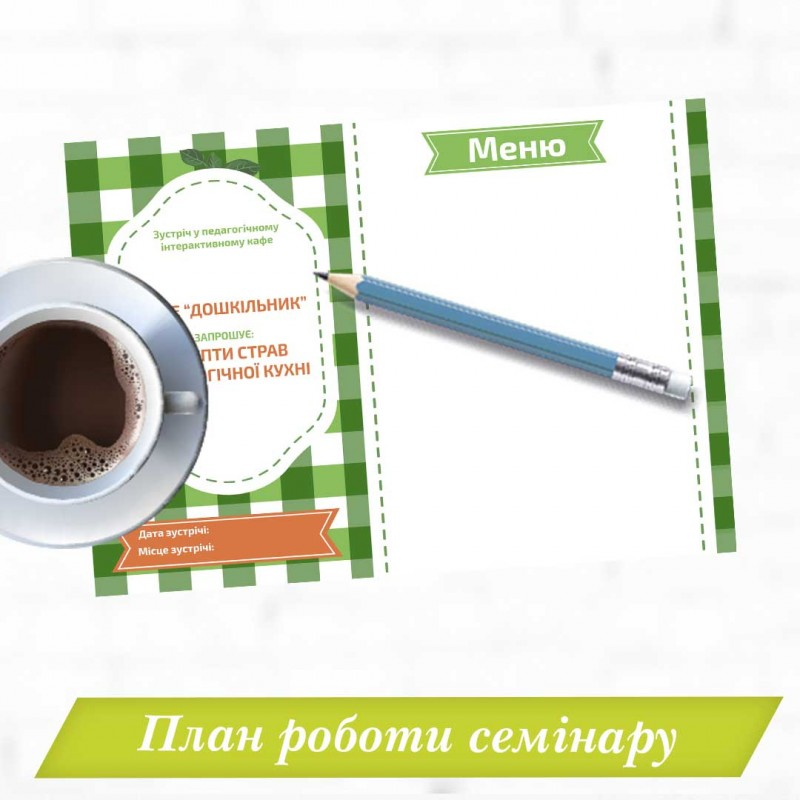 Зустріч у педагогічному
інтерактивному кафе
"ДОШКІЛЬНИК"
ЗАПРОШУЄ:
СТРАВ
КУХНІ
Дата зустрічі:
Місце зустрічі:
Меню
План роботи семінару